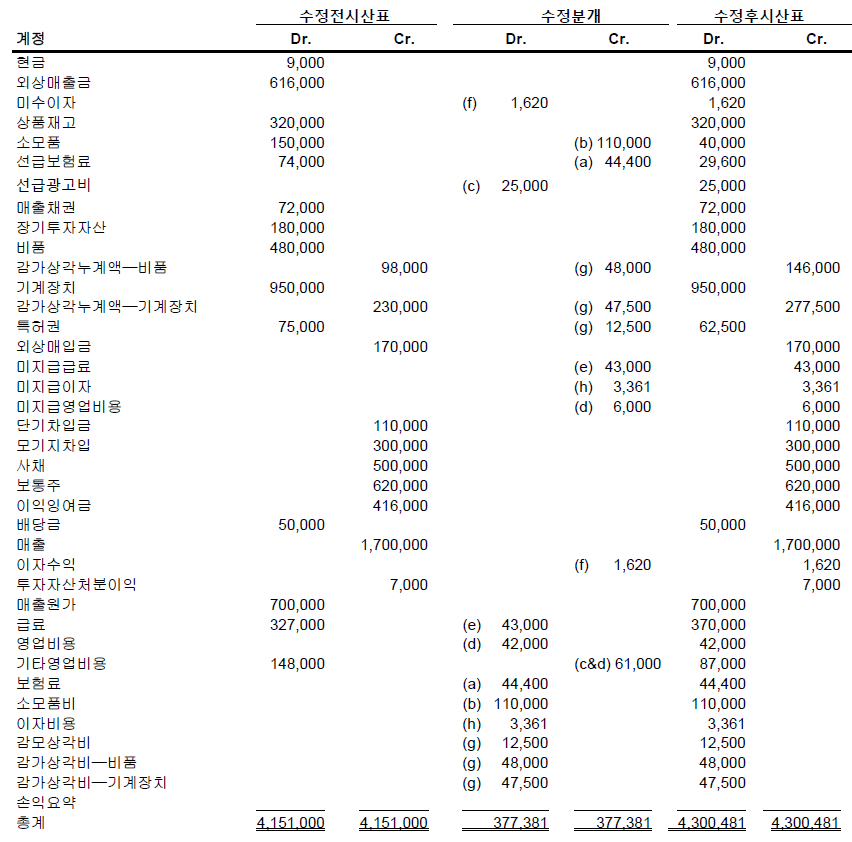 수정전시산표 수정분개 수정후시산표
계정 Dr. Cr. Dr. Cr. Dr. Cr.
현금 9,000 9,000
외상매출금 616,000 616,000
미수이자 (f) 1,620 1,620
상품재고 320,000 320,000
소모품 150,000 (b) 110,000 40,000
선급보험료 74,000 (a) 44,400 29,600
선급광고비 (c) 25,000 25,000
매출채권 72,000 72,000
장기투자자산 180,000 180,000
비품 480,000 480,000
감가상각누계액—비품 98,000 (g) 48,000 146,000
기계장치 950,000 950,000
감가상각누계액—기계장치 230,000 (g) 47,500 277,500
특허권 75,000 (g) 12,500 62,500
외상매입금 170,000 170,000
미지급급료 (e) 43,000 43,000
미지급이자 (h) 3,361 3,361
미지급영업비용 (d) 6,000 6,000
단기차입금 110,000 110,000
모기지차입 300,000 300,000
사채 500,000 500,000
보통주 620,000 620,000
이익잉여금 416,000 416,000
배당금 50,000 50,000
매출 1,700,000 1,700,000
이자수익 (f) 1,620 1,620
투자자산처분이익 7,000 7,000
매출원가 700,000 700,000
급료 327,000 (e) 43,000 370,000
영업비용 (d) 42,000 42,000
기타영업비용 148,000 (c&d) 61,000 87,000
보험료 (a) 44,400 44,400
소모품비 (b) 110,000 110,000
이자비용 (h) 3,361 3,361
감모상각비 (g) 12,500 12,500
감가상각비—비품 (g) 48,000 48,000
감가상각비—기계장치 (g) 47,500 47,500
손익요약
총계 4,151,000 4,151,000 377,381 377,381 4,300,481 4,300,481